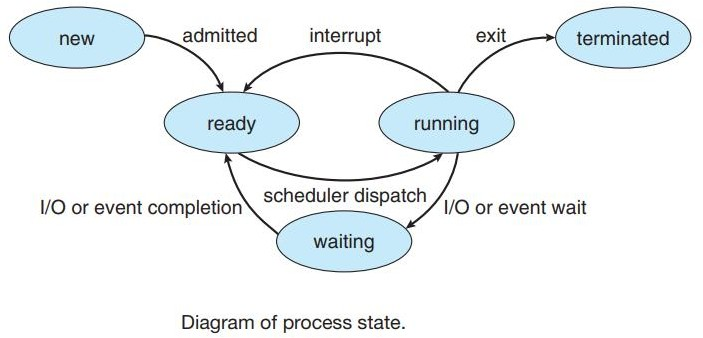 new
admitted
interrupt
exit
terminated
ready
running
scheduler dispatch
I/O or event completion
I/O or event wait
waiting
Diagram of process state.